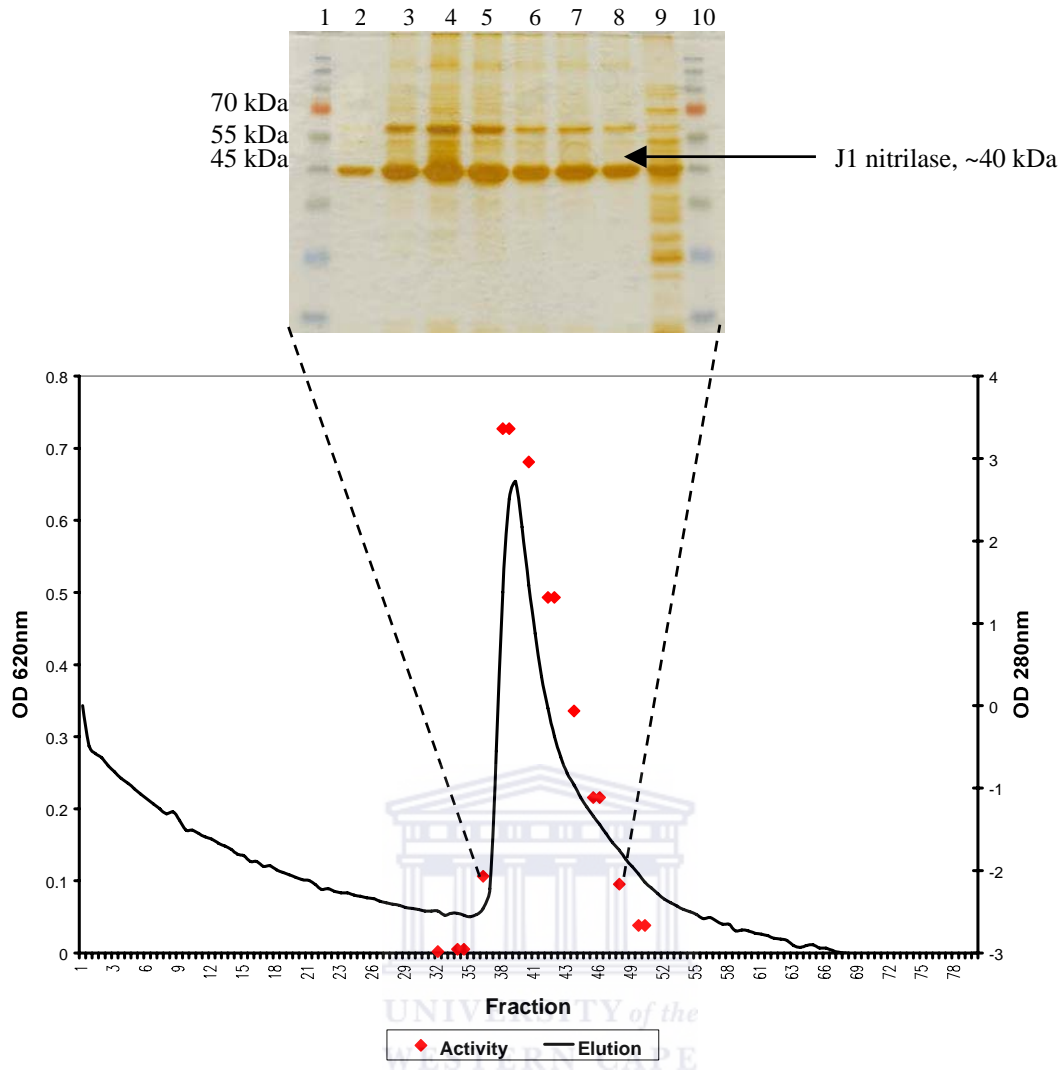 1 2 3 4 5 6 7 8 9 10
70 kDa
55 kDa
45 kDa
J1 nitrilase, ~40 kDa
0.8
0.7
0.6
0.5
0.4
0.3
0.2
0.1
0
OD 620nm
4
3
2
1
0
-1
-2
-3
OD 280nm
1 3 6 9 12 15 17 20 21 23 26 29 32 35 38 41 43 46 49 52 55 58 61 63 66 69 72 75 78
Fraction
UNIVERSITY of the
Activity Elution
WESTERN CAPE